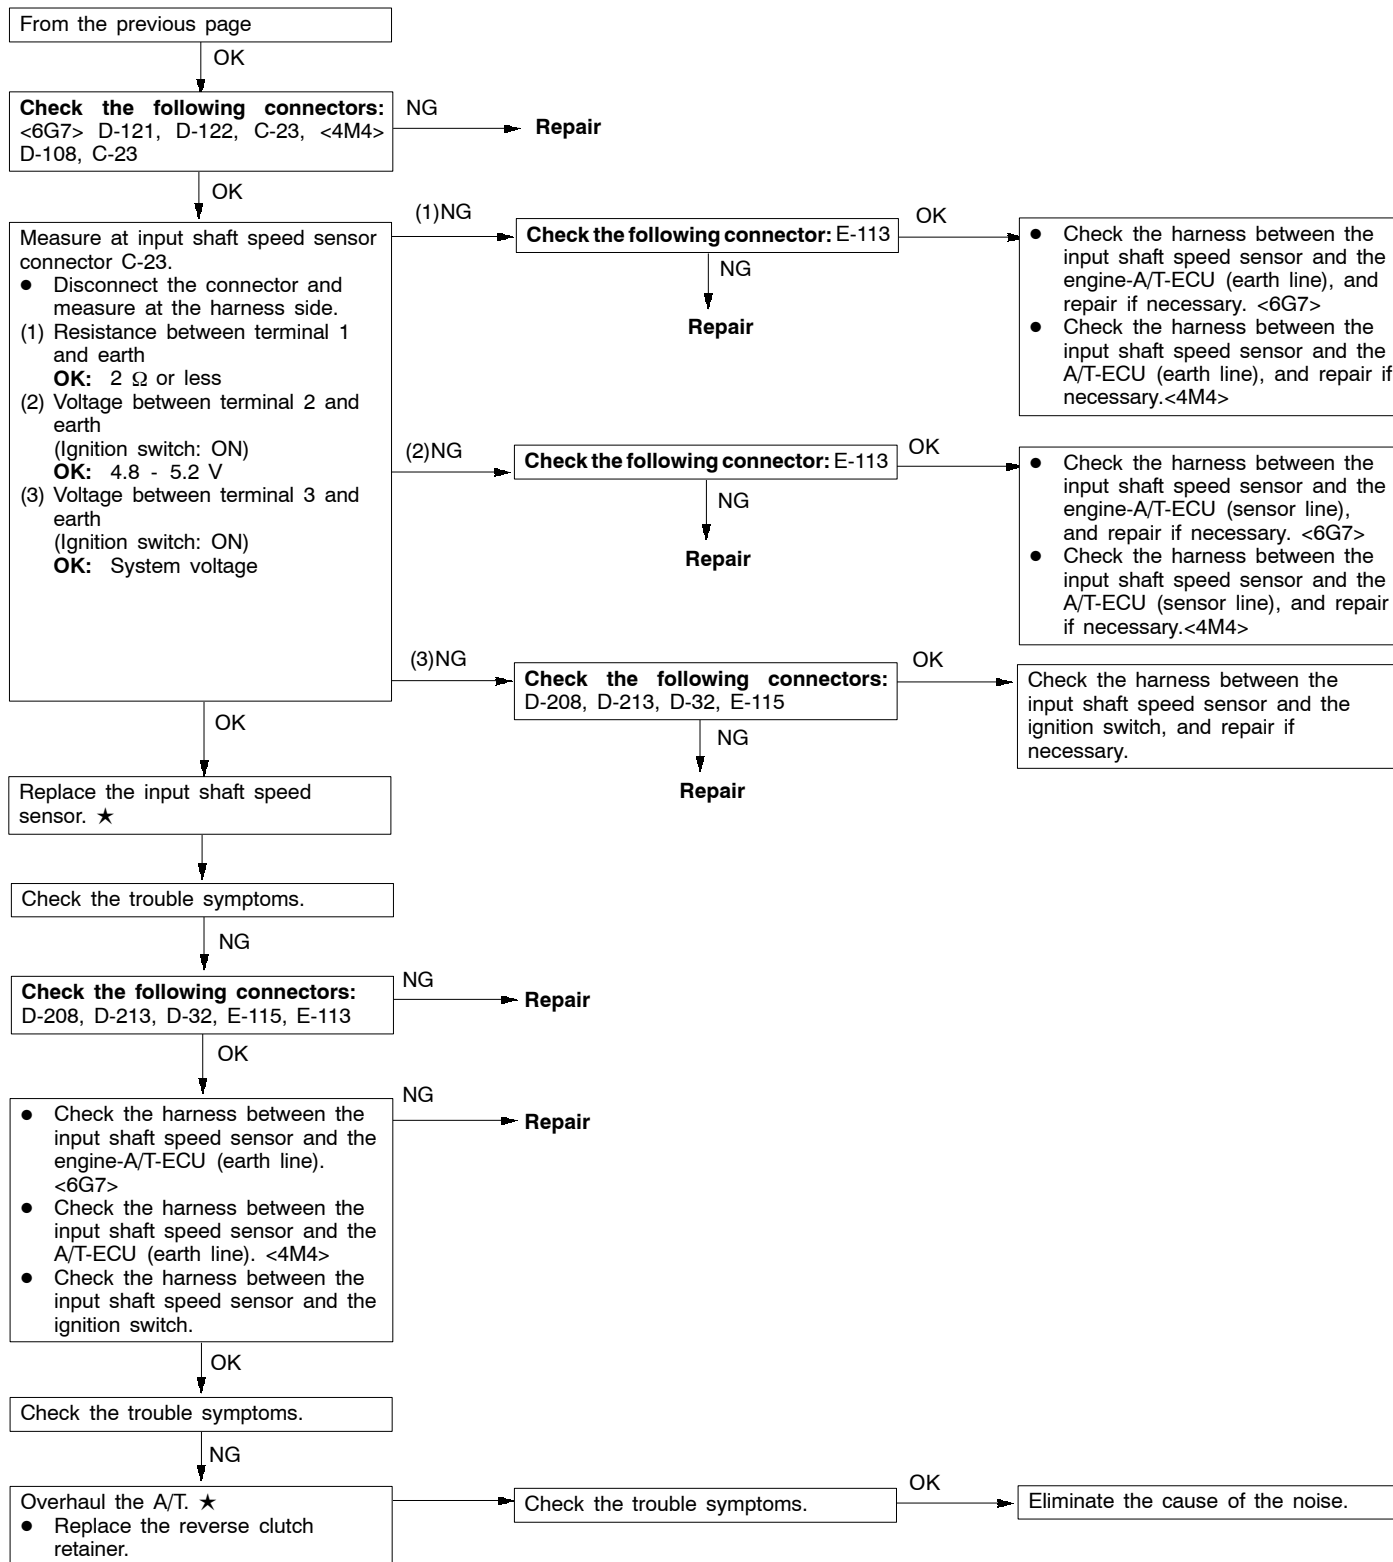 From the previous page
OK
Check the following connectors:
<6G7> D-121, D-122, C-23, <4M4>
D-108, C-23
NG
Repair
OK
Measure at input shaft speed sensor
connector C-23.
● Disconnect the connector and
measure at the harness side.
(1) Resistance between terminal 1
and earth
OK: 2 Ω or less
(2) Voltage between terminal 2 and
earth
(Ignition switch: ON)
OK: 4.8 - 5.2 V
(3) Voltage between terminal 3 and
earth
(Ignition switch: ON)
OK: System voltage
(1)NG
Check the following connector: E-113
NG
Repair
OK
● Check the harness between the
input shaft speed sensor and the
engine-A/T-ECU (earth line), and
repair if necessary. <6G7>
● Check the harness between the
input shaft speed sensor and the
A/T-ECU (earth line), and repair if
necessary.<4M4>
(2)NG
Check the following connector: E-113
NG
Repair
OK
● Check the harness between the
input shaft speed sensor and the
engine-A/T-ECU (sensor line),
and repair if necessary. <6G7>
● Check the harness between the
input shaft speed sensor and the
A/T-ECU (sensor line), and repair
if necessary.<4M4>
(3)NG
Check the following connectors:
D-208, D-213, D-32, E-115
NG
Repair
OK
Check the harness between the
input shaft speed sensor and the
ignition switch, and repair if
necessary.
OK
Replace the input shaft speed
sensor. ★
Check the trouble symptoms.
NG
Check the following connectors:
D-208, D-213, D-32, E-115, E-113
NG
Repair
OK
● Check the harness between the
input shaft speed sensor and the
engine-A/T-ECU (earth line).
<6G7>
● Check the harness between the
input shaft speed sensor and the
A/T-ECU (earth line). <4M4>
● Check the harness between the
input shaft speed sensor and the
ignition switch.
NG
Repair
OK
Check the trouble symptoms.
NG
Overhaul the A/T. ★
● Replace the reverse clutch
retainer.
Check the trouble symptoms.
OK
Eliminate the cause of the noise.